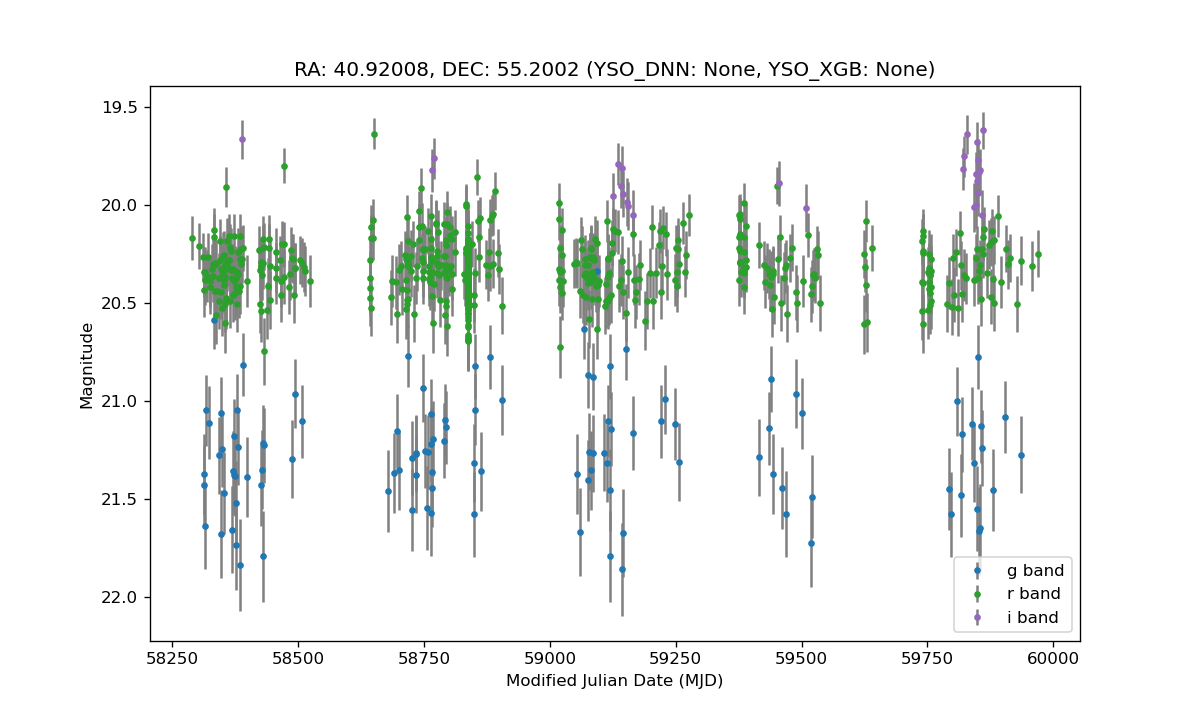 RA: 40.92008, DEC: 55.2002 (YSO_DNN: None, YSO_XGB: None)
19.5
20.0
20.5
21.0
21.5
22.0
Magnitude
g band
r band
i band
58250
58500
58750
59000
59250
59500
59750
60000
Modified Julian Date (MJD)